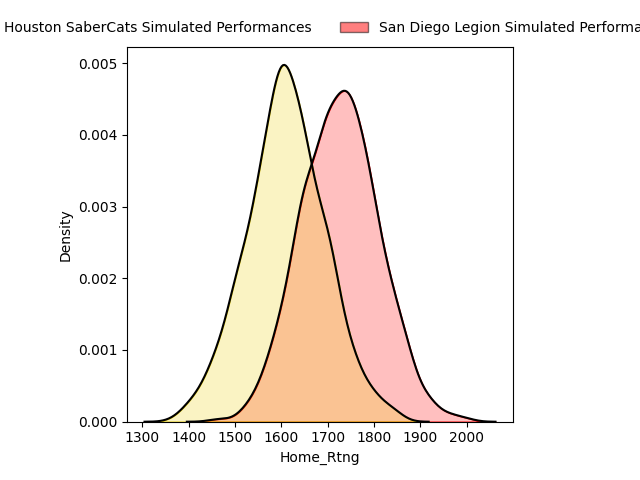 Houston SaberCats Simulated Performances San Diego Legion Simulated Performa
0.005
0.004
0.003
0.002
0.001
0.000
Density
1300 1400 1500 1600 1700 1800 1900 2000
Home_Rtng